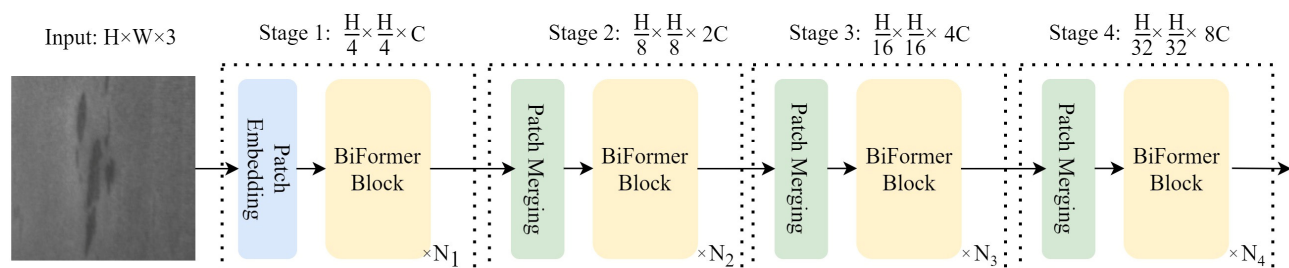 Input: H×W×3
Stage 1: H/4 × H/4 × C
Stage 2: H/8 × H/8 × 2C
Stage 3: H/16 × H/16 × 4C
Stage 4: H/32 × H/32 × 8C
Patch
Embedding
BiFormer
Block
×N1
Patch Merging
BiFormer
Block
×N2
Patch Merging
BiFormer
Block
×N3
Patch Merging
BiFormer
Block
×N4